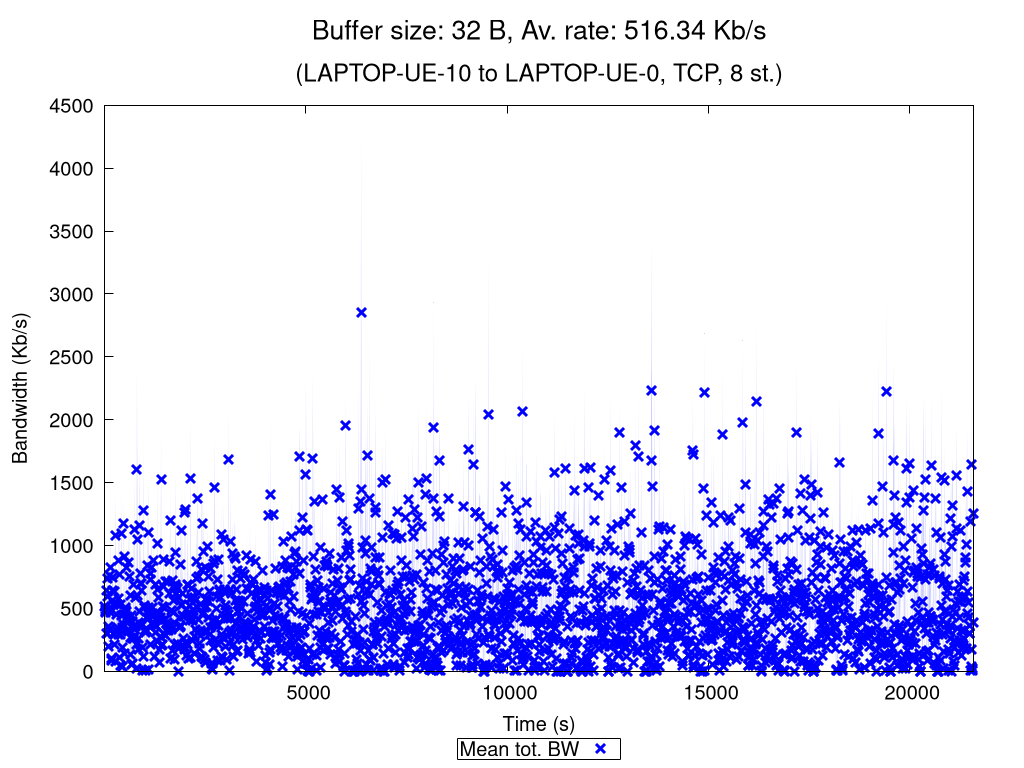 Buffer size: 32 B, Av. rate: 516.34 Kb/s
(LAPTOP-UE-10 to LAPTOP-UE-0, TCP, 8 st.)
4500
4000
3500
3000
2500
2000
1500
1000
500
0
Bandwidth (Kb/s)
5000 10000 15000 20000
Time (s)
Mean tot. BW